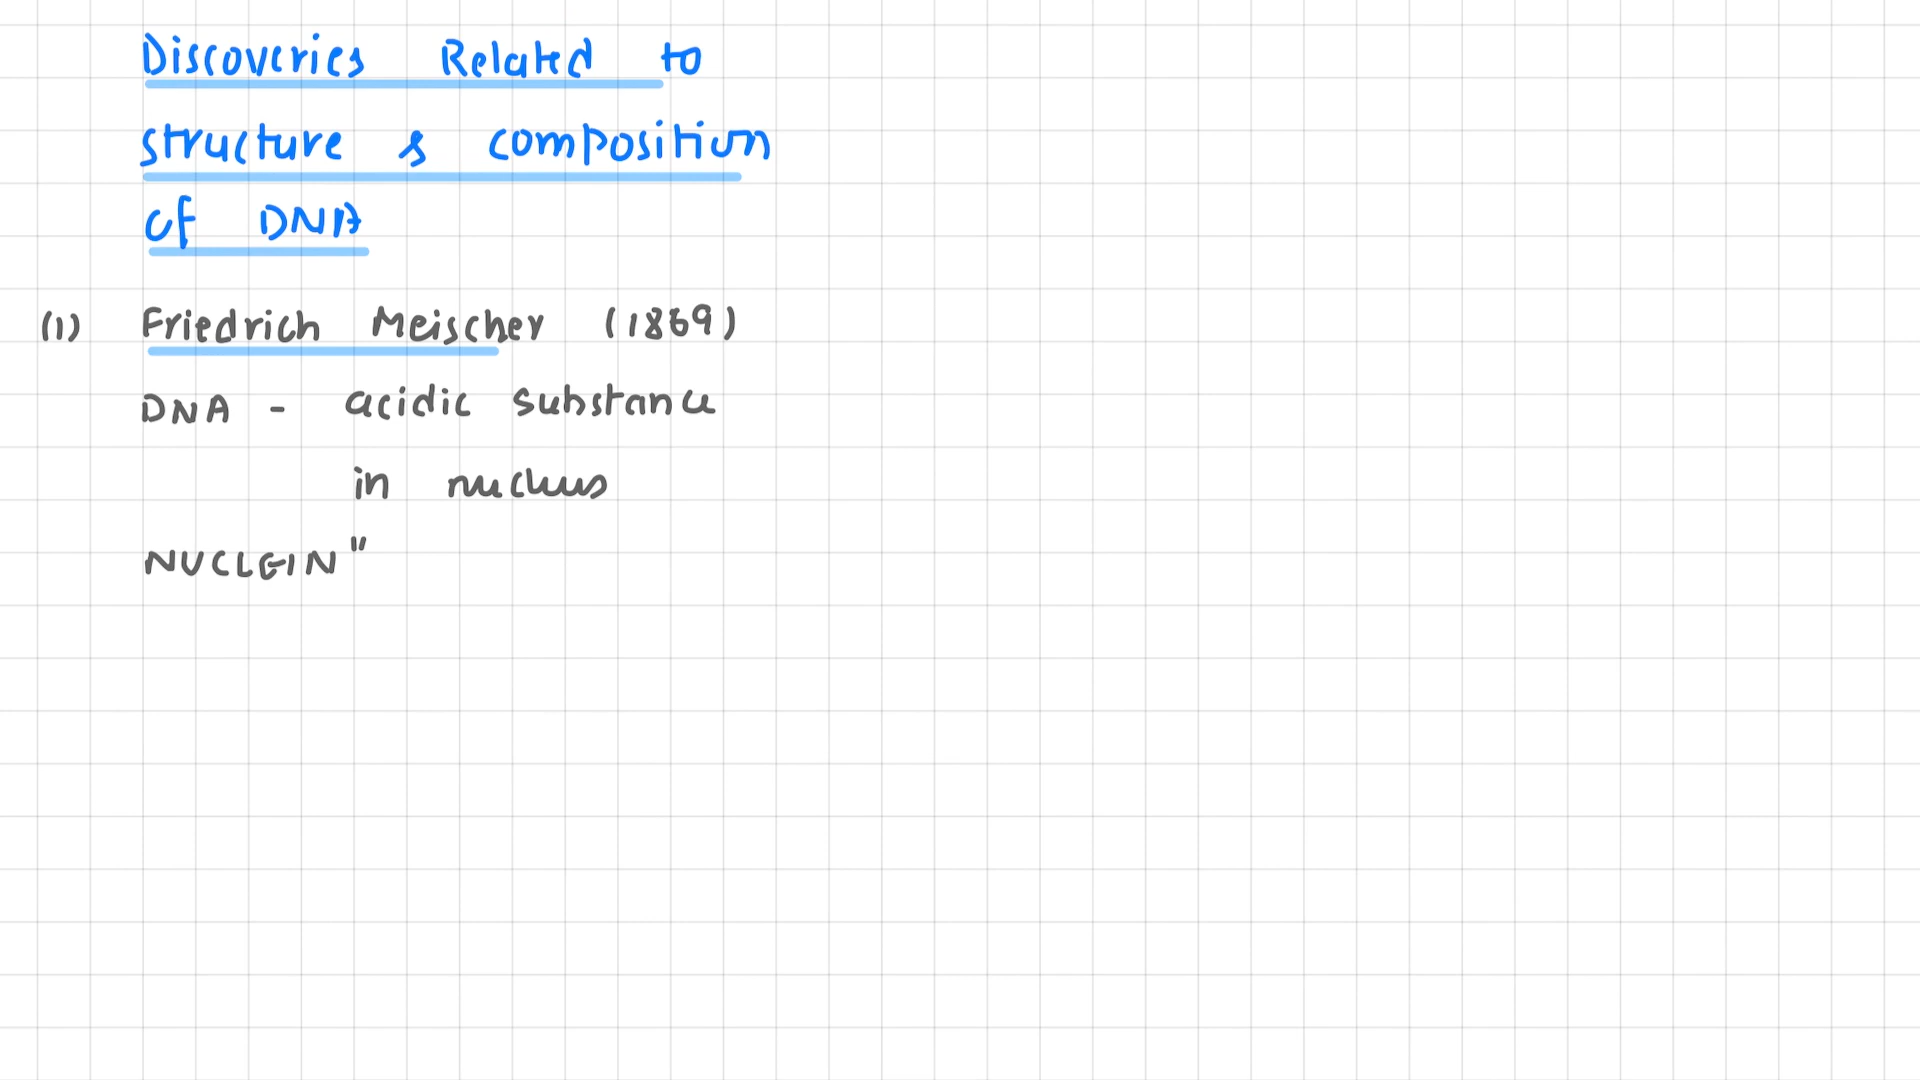 Discoveries Related to
structure & composition
of DNA
(1) Friedrich Meischer (1869)
DNA - acidic substance
in nucleus
NUCLEIN"